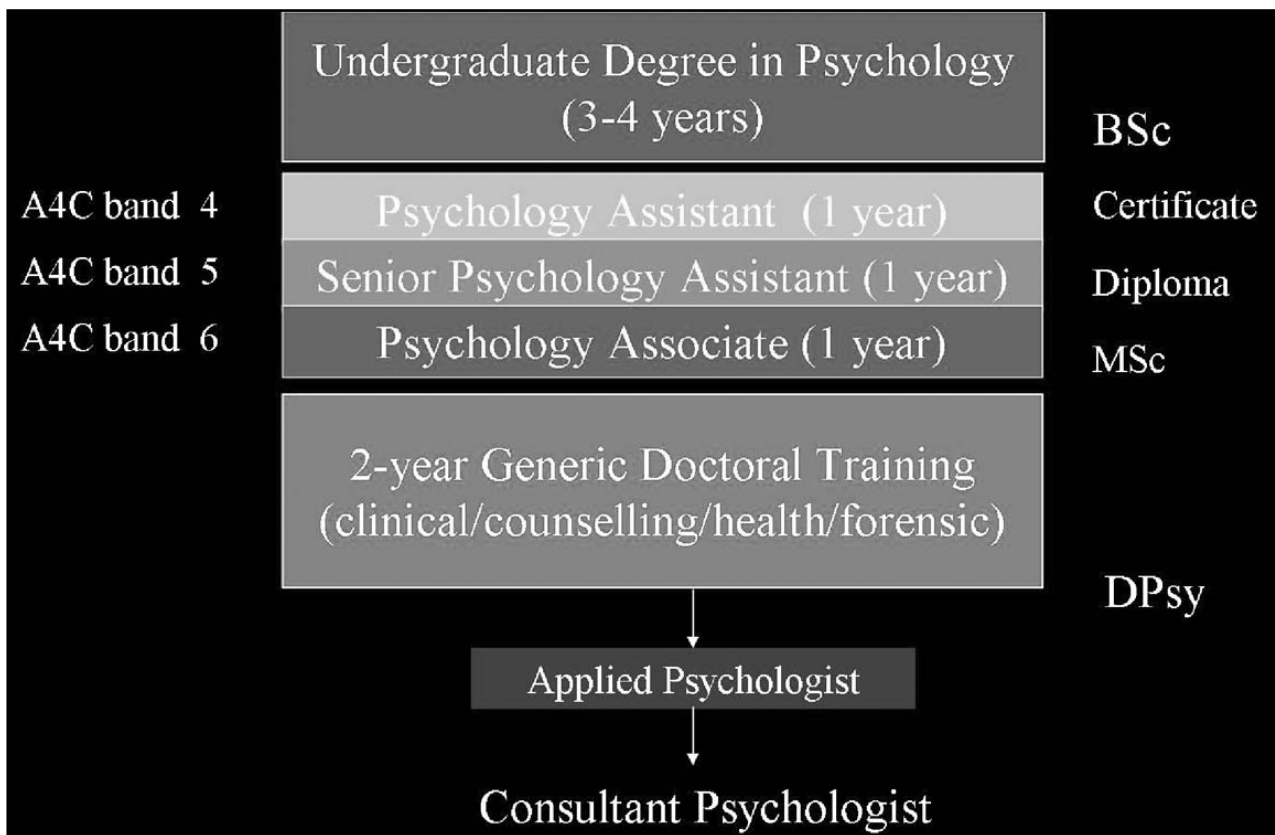 Undergraduate Degree in Psychology
(3-4 years)
BSc
A4C band 4
Psychology Assistant (1 year)
Certificate
A4C band 5
Senior Psychology Assistant (1 year)
Diploma
A4C band 6
Psychology Associate (1 year)
MSc
2-year Generic Doctoral Training
(clinical/counselling/health/forensic)
DPsy
Applied Psychologist
Consultant Psychologist